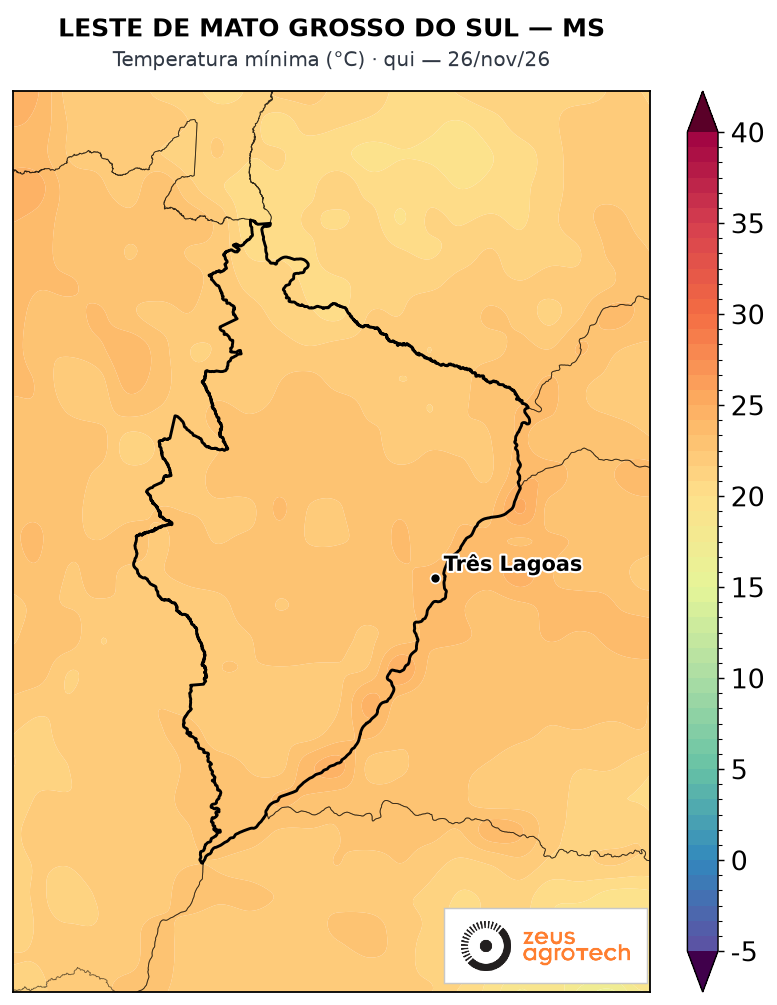 LESTE DE MATO GROSSO DO SUL — MS
Temperatura mínima (°C) · qui — 26/nov/26
40
35
30
25
20
15
10
5
0
-5
Três Lagoas
zeus
agrotech